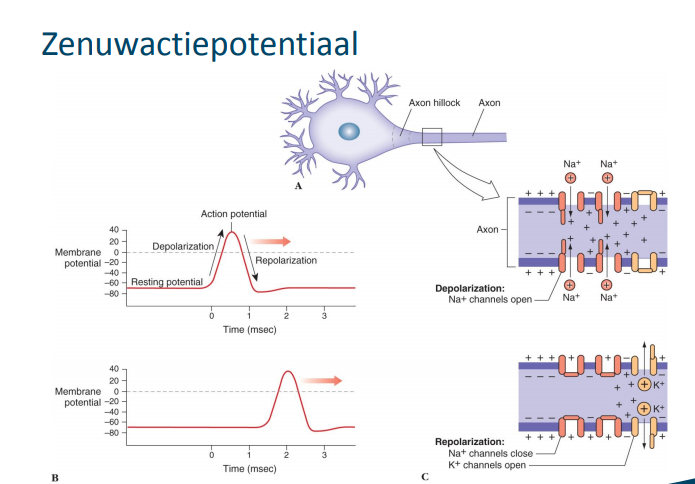 Zenuwactiepotentiaal
Axon hillock
Axon
A
Na+
Na+
+ + +
– – –
Axon
– – –
+ + +
Depolarization:
Na+ channels open
Na+
Na+
Action potential
40
20
0
–20
–40
–60
–80
Membrane
potential
Depolarization
Repolarization
Resting potential
0
1
2
3
Time (msec)
40
20
0
–20
–40
–60
–80
Membrane
potential
0
1
2
3
Time (msec)
B
+ + +
– – –
K+
K+
– – –
+ + +
Repolarization:
Na+ channels close
K+ channels open
C